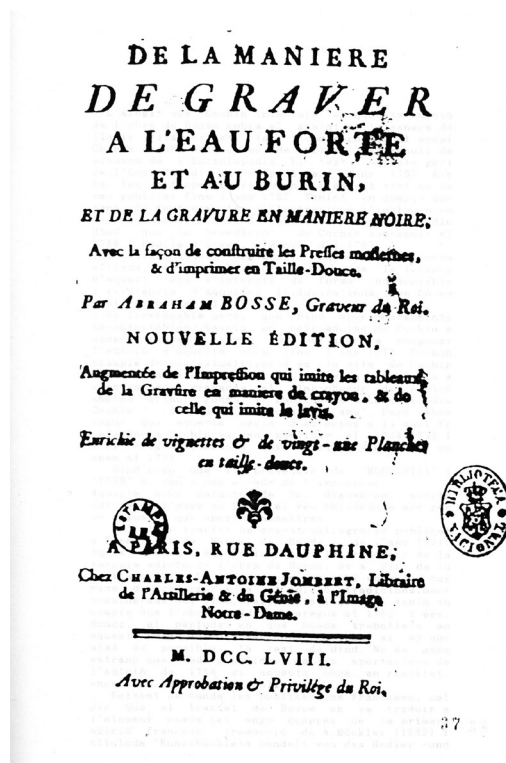 DE LA MANIERE
DE GRAVER
A L'EAU FORTE
ET AU BURIN,
ET DE LA GRAVURE EN MANIERE NOIRE;
Avec la façon de construire les Presses modernes,
& d'imprimer en Taille-Douce.
Par ABRAHAM BOSSE, Graveur du Roi.
NOUVELLE ÉDITION,
Augmentée de l'Impression qui imite les tableaux,
de la Gravûre en maniere de crayon, & de
celle qui imite le lavis.
Enrichie de vignettes & de vingt-une Planches
en taille-douce.
BIBLIOTECA NACIONAL
ESTAMPES
A PARIS, RUE DAUPHINE,
Chez CHARLES-ANTOINE JOMBERT, Libraire
de l'Artillerie & du Génie, à l'Image
Notre-Dame.
M. DCC. LVIII.
Avec Approbation & Privilége du Roi.
37